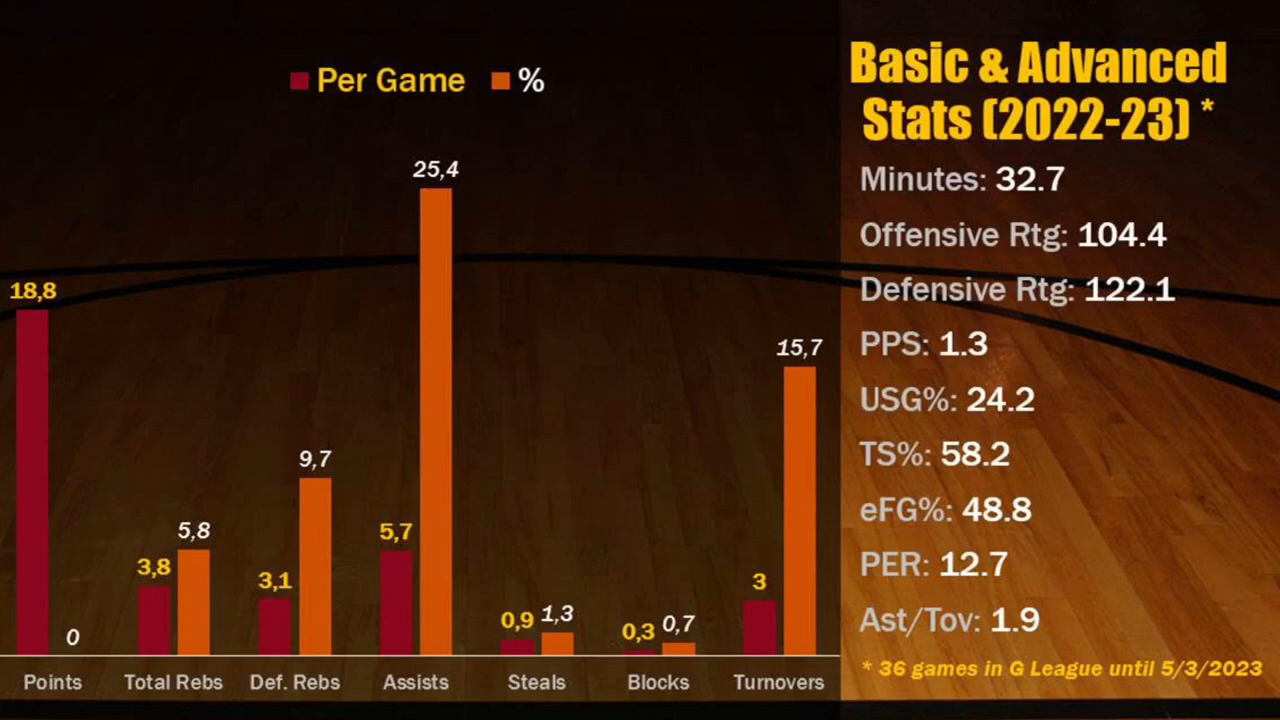 Per Game %
Basic & Advanced
Stats (2022-23) *
Minutes: 32.7
Offensive Rtg: 104.4
Defensive Rtg: 122.1
PPS: 1.3
USG%: 24.2
TS%: 58.2
eFG%: 48.8
PER: 12.7
Ast/Tov: 1.9
* 36 games in G League until 5/3/2023
18,8 0
3,8 5,8
3,1 9,7
5,7 25,4
0,9 1,3
0,3 0,7
3 15,7
Points Total Rebs Def. Rebs Assists Steals Blocks Turnovers